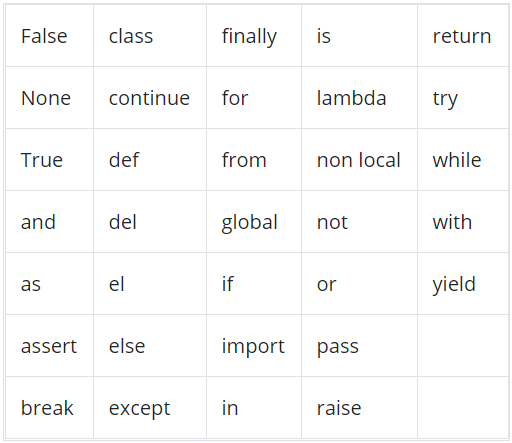 False class finally is return
None continue for lambda try
True def from non local while
and del global not with
as el if or yield
assert else import pass
break except in raise